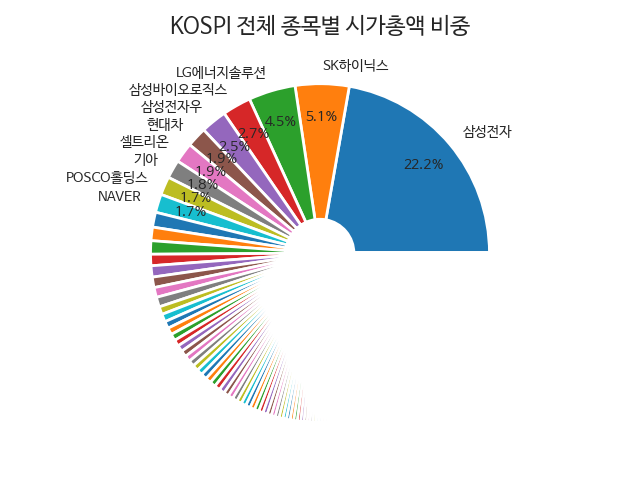 KOSPI 전체 종목별 시가총액 비중
삼성전자
22.2%
SK하이닉스
5.1%
LG에너지솔루션
4.5%
삼성바이오로직스
2.7%
삼성전자우
2.5%
현대차
1.9%
셀트리온
1.9%
기아
1.8%
POSCO홀딩스
1.7%
NAVER
1.7%